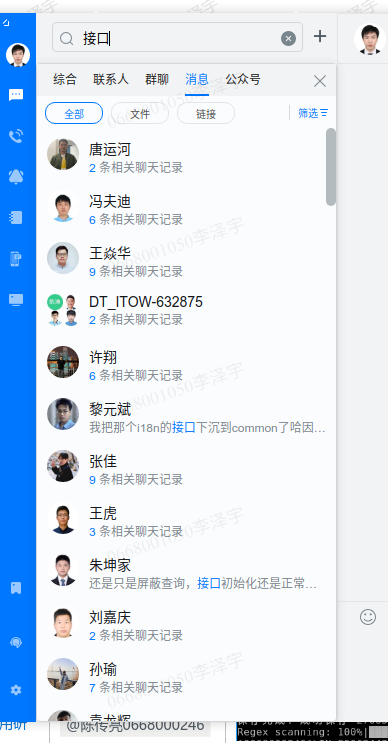 接口
综合 联系人 群聊 消息 公众号
全部 文件 链接 筛选
唐运河
2 条相关聊天记录
冯夫迪
6 条相关聊天记录
王焱华
9 条相关聊天记录
DT_ITOW-632875
2 条相关聊天记录
许翔
6 条相关聊天记录
黎元斌
我把那个i18n的接口下沉到common了哈因…
张佳
9 条相关聊天记录
王虎
3 条相关聊天记录
朱坤家
还是只是屏蔽查询，接口初始化还是正常…
刘嘉庆
2 条相关聊天记录
孙瑜
7 条相关聊天记录
袁龙辉
@陈传亮0668000246
Regex scanning: 100%
0668001050李泽宇